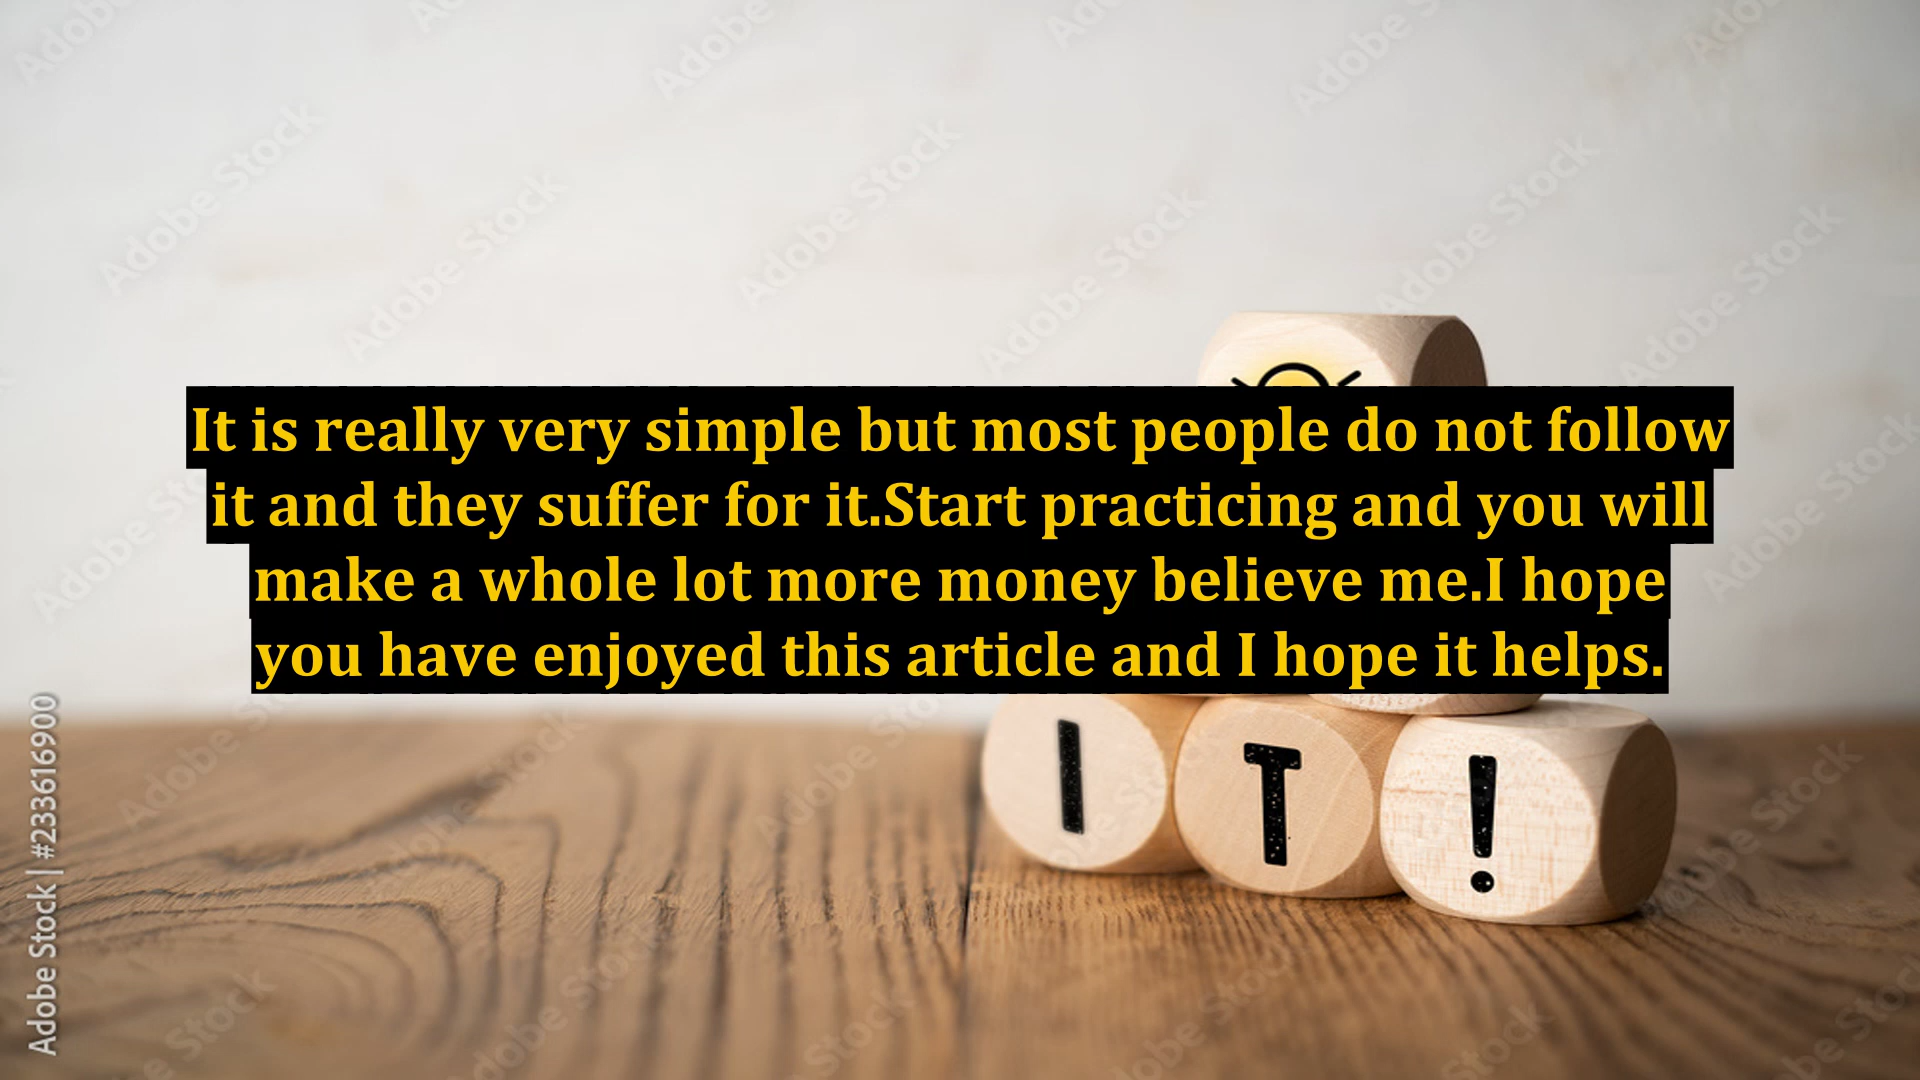 It is really very simple but most people do not follow
it and they suffer for it.Start practicing and you will
make a whole lot more money believe me.I hope
you have enjoyed this article and I hope it helps.
I T !
Adobe Stock | #233616900
Adobe Stock